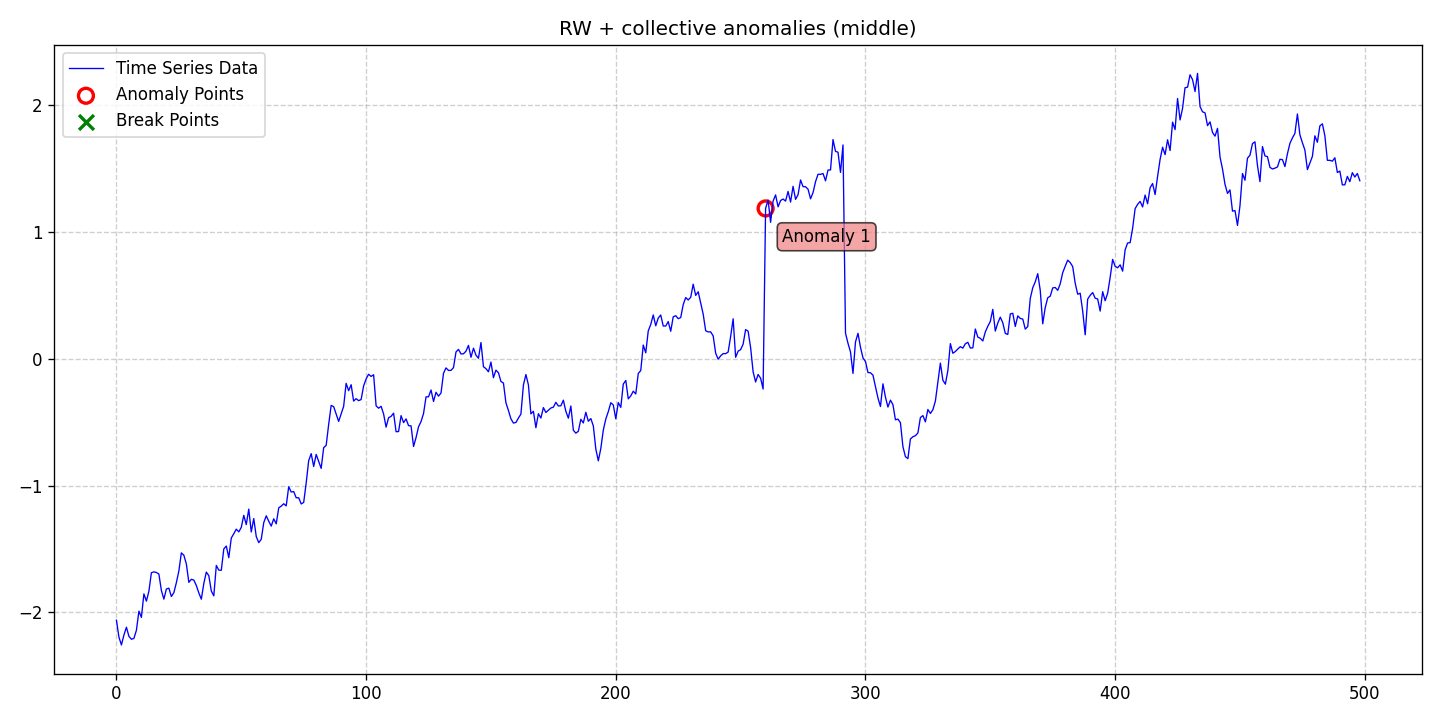 RW + collective anomalies (middle)
Time Series Data
Anomaly Points
Break Points
2
1
0
−1
−2
Anomaly 1
0 100 200 300 400 500